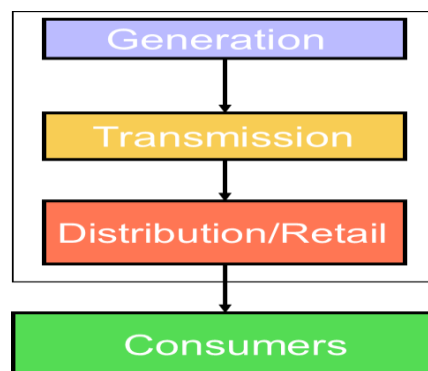 Generation
Transmission
Distribution/Retail
Consumers